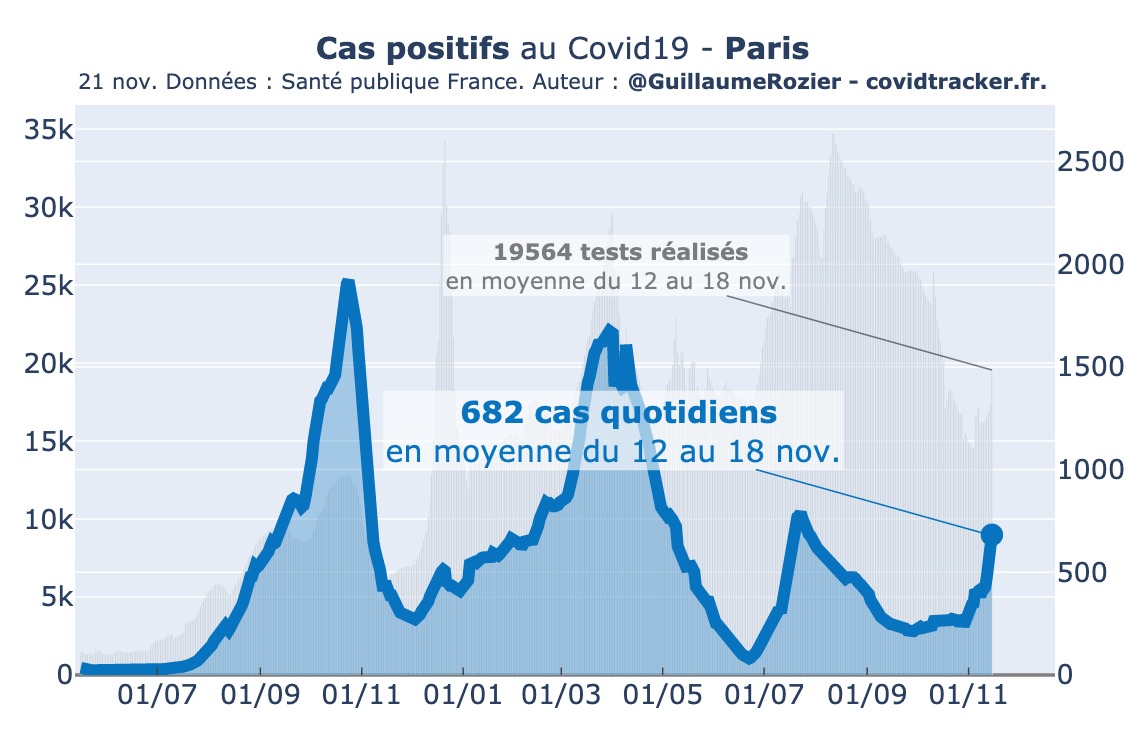 Cas positifs au Covid19 - Paris
21 nov. Données : Santé publique France. Auteur : @GuillaumeRozier - covidtracker.fr.
35k
30k
25k
20k
15k
10k
5k
0
2500
2000
1500
1000
500
0
19564 tests réalisés
en moyenne du 12 au 18 nov.
682 cas quotidiens
en moyenne du 12 au 18 nov.
01/07 01/09 01/11 01/01 01/03 01/05 01/07 01/09 01/11